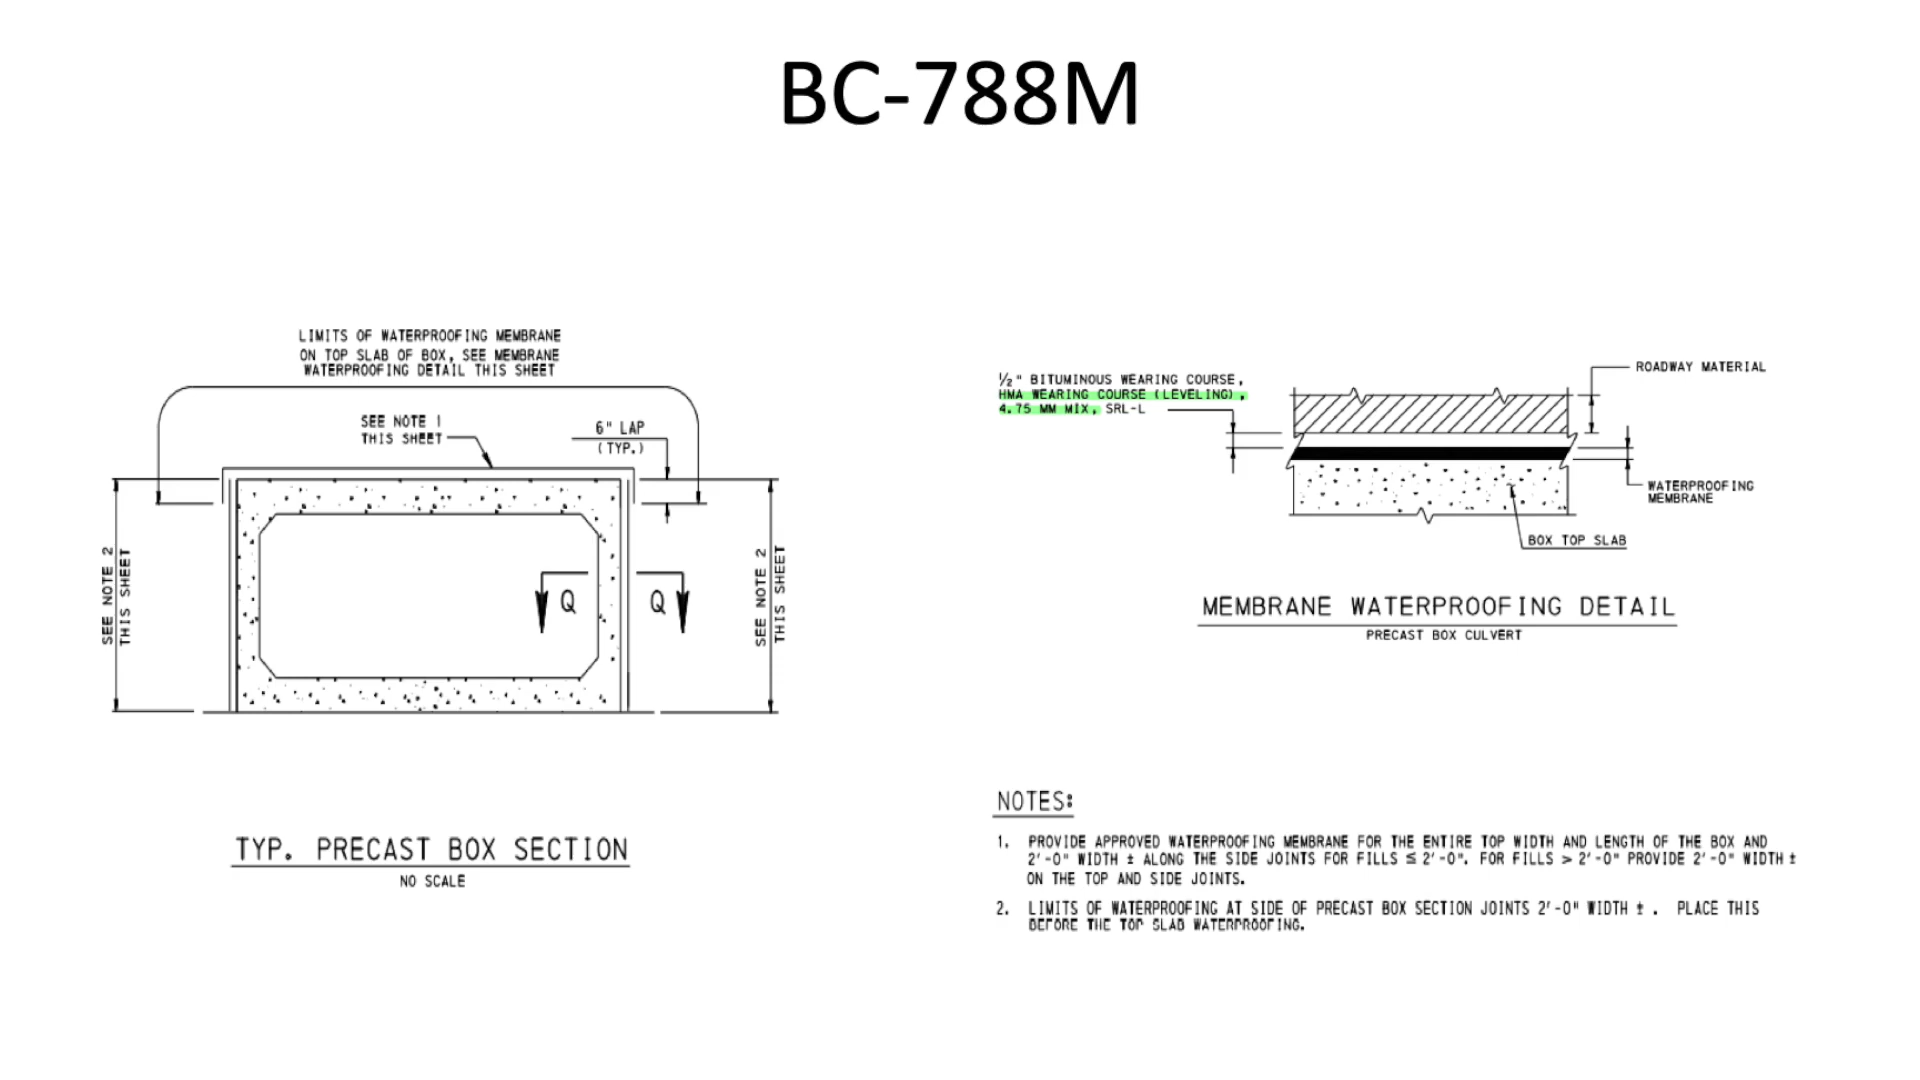 BC-788M
LIMITS OF WATERPROOFING MEMBRANE
ON TOP SLAB OF BOX, SEE MEMBRANE
WATERPROOFING DETAIL THIS SHEET
SEE NOTE 1
THIS SHEET
6" LAP
(TYP.)
SEE NOTE 2
THIS SHEET
Q
Q
SEE NOTE 2
THIS SHEET
TYP. PRECAST BOX SECTION
NO SCALE
½" BITUMINOUS WEARING COURSE,
HMA WEARING COURSE (LEVELING),
4.75 MM MIX, SRL-L
ROADWAY MATERIAL
WATERPROOFING
MEMBRANE
BOX TOP SLAB
MEMBRANE WATERPROOFING DETAIL
PRECAST BOX CULVERT
NOTES:
1. PROVIDE APPROVED WATERPROOFING MEMBRANE FOR THE ENTIRE TOP WIDTH AND LENGTH OF THE BOX AND
2'-0" WIDTH ± ALONG THE SIDE JOINTS FOR FILLS ≤ 2'-0". FOR FILLS > 2'-0" PROVIDE 2'-0" WIDTH ±
ON THE TOP AND SIDE JOINTS.
2. LIMITS OF WATERPROOFING AT SIDE OF PRECAST BOX SECTION JOINTS 2'-0" WIDTH ± . PLACE THIS
BEFORE THE TOP SLAB WATERPROOFING.